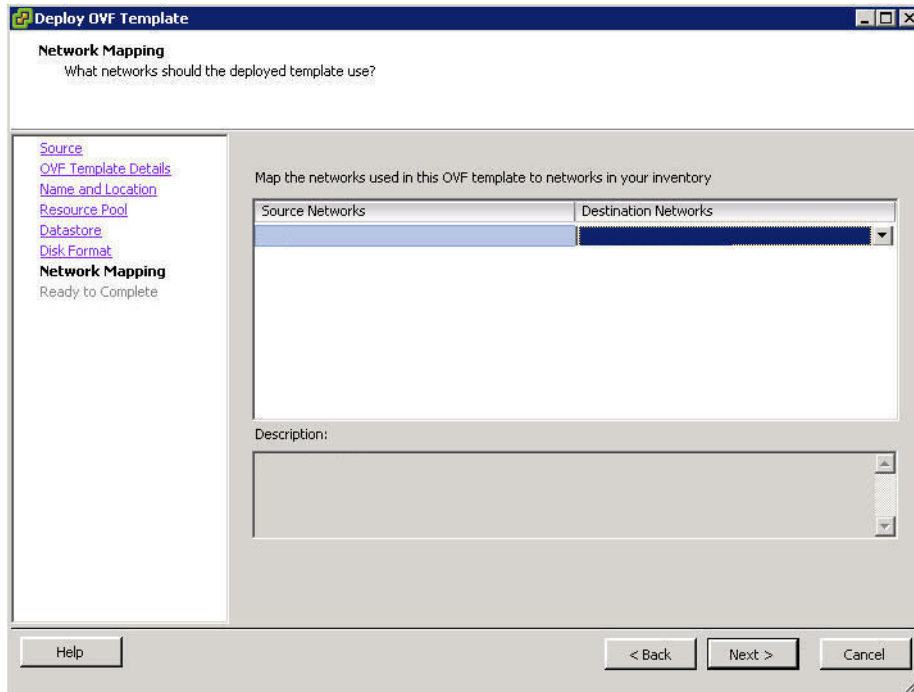 Deploy OVF Template
Network Mapping
What networks should the deployed template use?
Source
OVF Template Details
Name and Location
Resource Pool
Datastore
Disk Format
Network Mapping
Ready to Complete
Map the networks used in this OVF template to networks in your inventory
Source Networks Destination Networks
Description:
Help < Back Next > Cancel